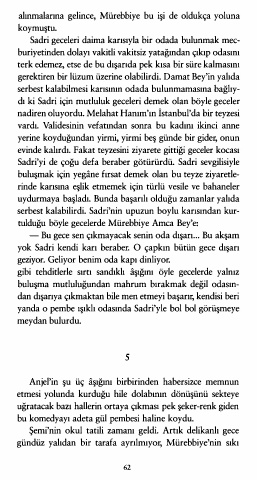 alınmalarına gelince, Mürebbiye bu işi de oldukça yoluna
koymuştu.
Sadri geceleri daima karısıyla bir odada bulunmak mec-
buriyetinden dolayı vakitli vakitsiz yatağından çıkıp odasını
terk edemez, etse de bu dışarıda pek kısa bir süre kalmasını
gerektiren bir lüzum üzerine olabilirdi. Damat Bey'in yalıda
serbest kalabilmesi karısının odada bulunmamasına bağlıy-
dı ki Sadri için mutluluk geceleri demek olan böyle geceler
nadiren oluyordu. Melahat Hanım'ın İstanbul'da bir teyzesi
vardı. Validesinin vefatından sonra bu kadını ikinci anne
yerine koyduğundan yirmi, yirmi beş günde bir gider, onun
evinde kalırdı. Fakat teyzesini ziyarete gittiği geceler kocası
Sadri'yi de çoğu defa beraber götürürdü. Sadri sevgilisiyle
buluşmak için yegâne fırsat demek olan bu teyze ziyaretle-
rinde karısına eşlik etmemek için türlü vesile ve bahaneler
uydurmaya başladı. Bunda başarılı olduğu zamanlar yalıda
serbest kalabilirdi. Sadri'nin upuzun boylu karısından kur-
tulduğu böyle gecelerde Mürebbiye Amca Bey'e:
— Bu gece sen çıkmayacak senin oda dışarı... Bu akşam
yok Sadri kendi karı beraber. O çapkın bütün gece dışarı
geziyor. Geliyor benim oda kapı dinliyor.
gibi tehditlerle sırtı sandıklı âşığını öyle gecelerde yalnız
buluşma mutluluğundan mahrum bırakmak değil odasın-
dan dışarıya çıkmaktan bile men etmeyi başarır, kendisi beri
yanda o pembe ışıklı odasında Sadri'yle bol bol görüşmeye
meydan bulurdu.
5
Anjel'in şu üç âşığını birbirinden habersizce memnun
etmesi yolunda kurduğu hile dolabının dönüşünü sekteye
uğratacak bazı hallerin ortaya çıkması pek şeker-renk giden
bu komedyayı adeta gül pembesi haline koydu.
Şemi'nin okul tatili zamanı geldi. Artık delikanlı gece
gündüz yalıdan bir tarafa ayrılmıyor, Mürebbiye'nin sıkı
62